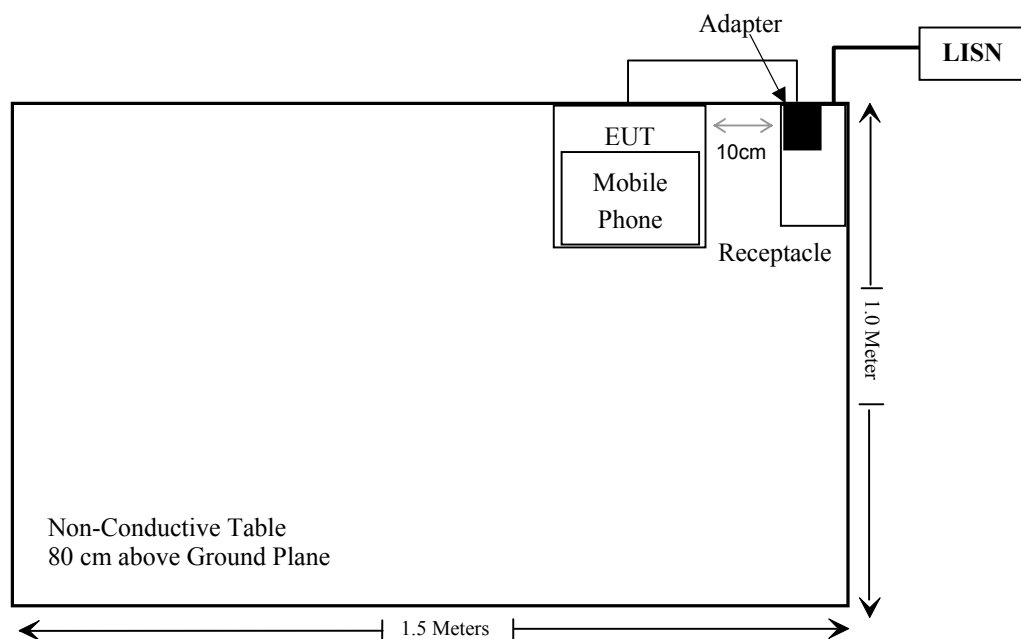 Adapter
LISN
EUT
10cm
Mobile
Phone
Receptacle
1.0 Meter
Non-Conductive Table
80 cm above Ground Plane
1.5 Meters